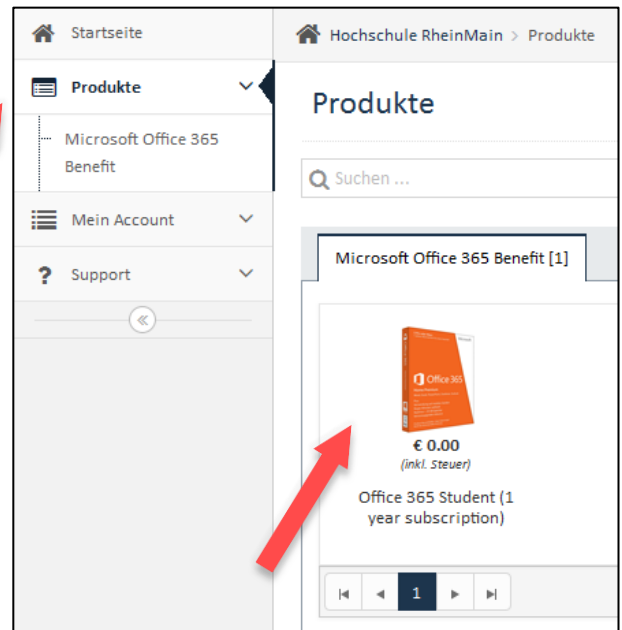 Startseite
Produkte
Microsoft Office 365
Benefit
Mein Account
? Support
Hochschule RheinMain > Produkte
Produkte
Suchen ...
Microsoft Office 365 Benefit [1]
Office 365
€ 0.00
(inkl. Steuer)
Office 365 Student (1
year subscription)
1